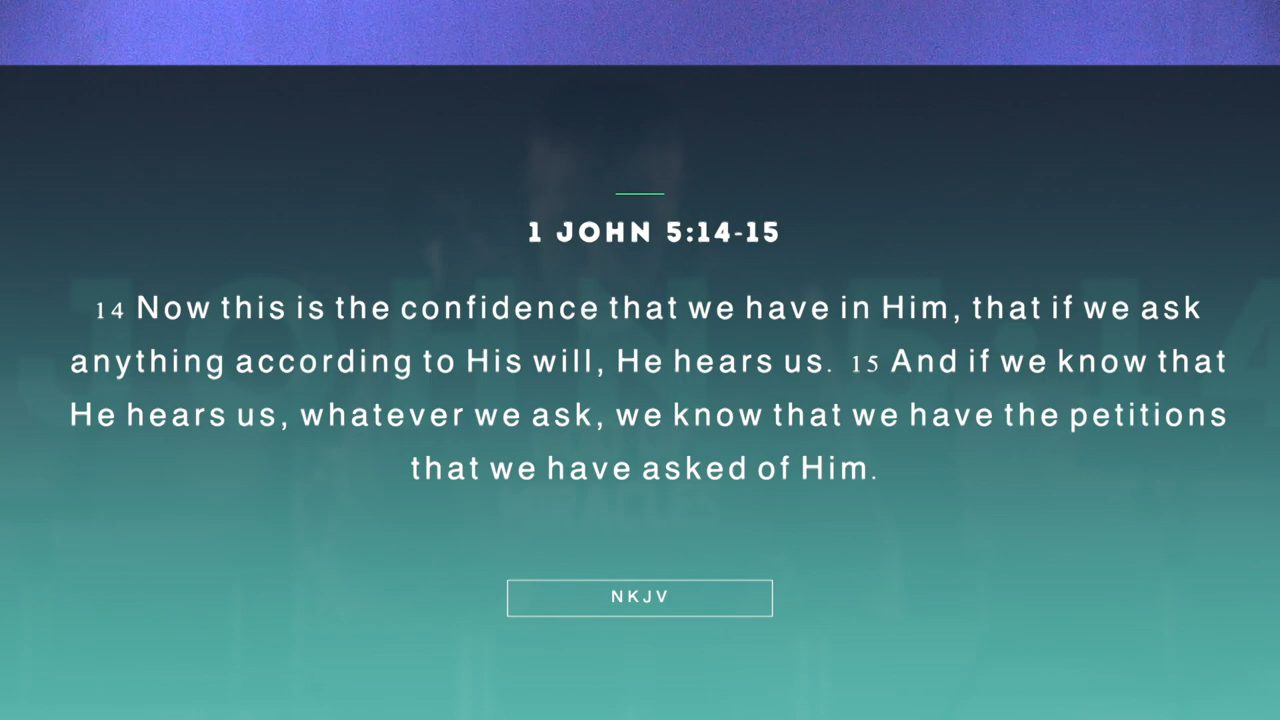 1 JOHN 5:14-15
14 Now this is the confidence that we have in Him, that if we ask
anything according to His will, He hears us. 15 And if we know that
He hears us, whatever we ask, we know that we have the petitions
that we have asked of Him.
NKJV